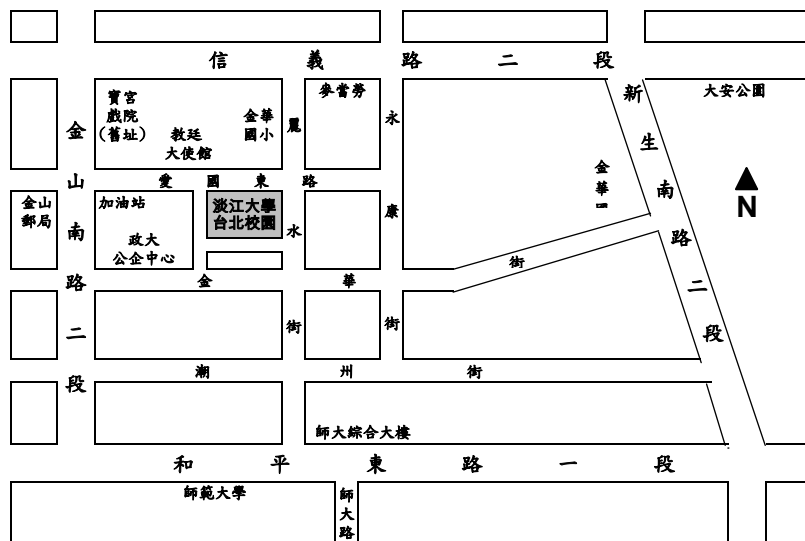 信義路二段
寶宮
戲院
（舊址）
教廷
大使館
金華
國小
麥當勞
大安公園
新生南路二段
金山南路二段
麗水街
永康街
愛國東路
金山
郵局
加油站
政大
公企中心
淡江大學
台北校園
金華
N
金華街
潮州街
師大綜合大樓
和平東路一段
師範大學
師大路